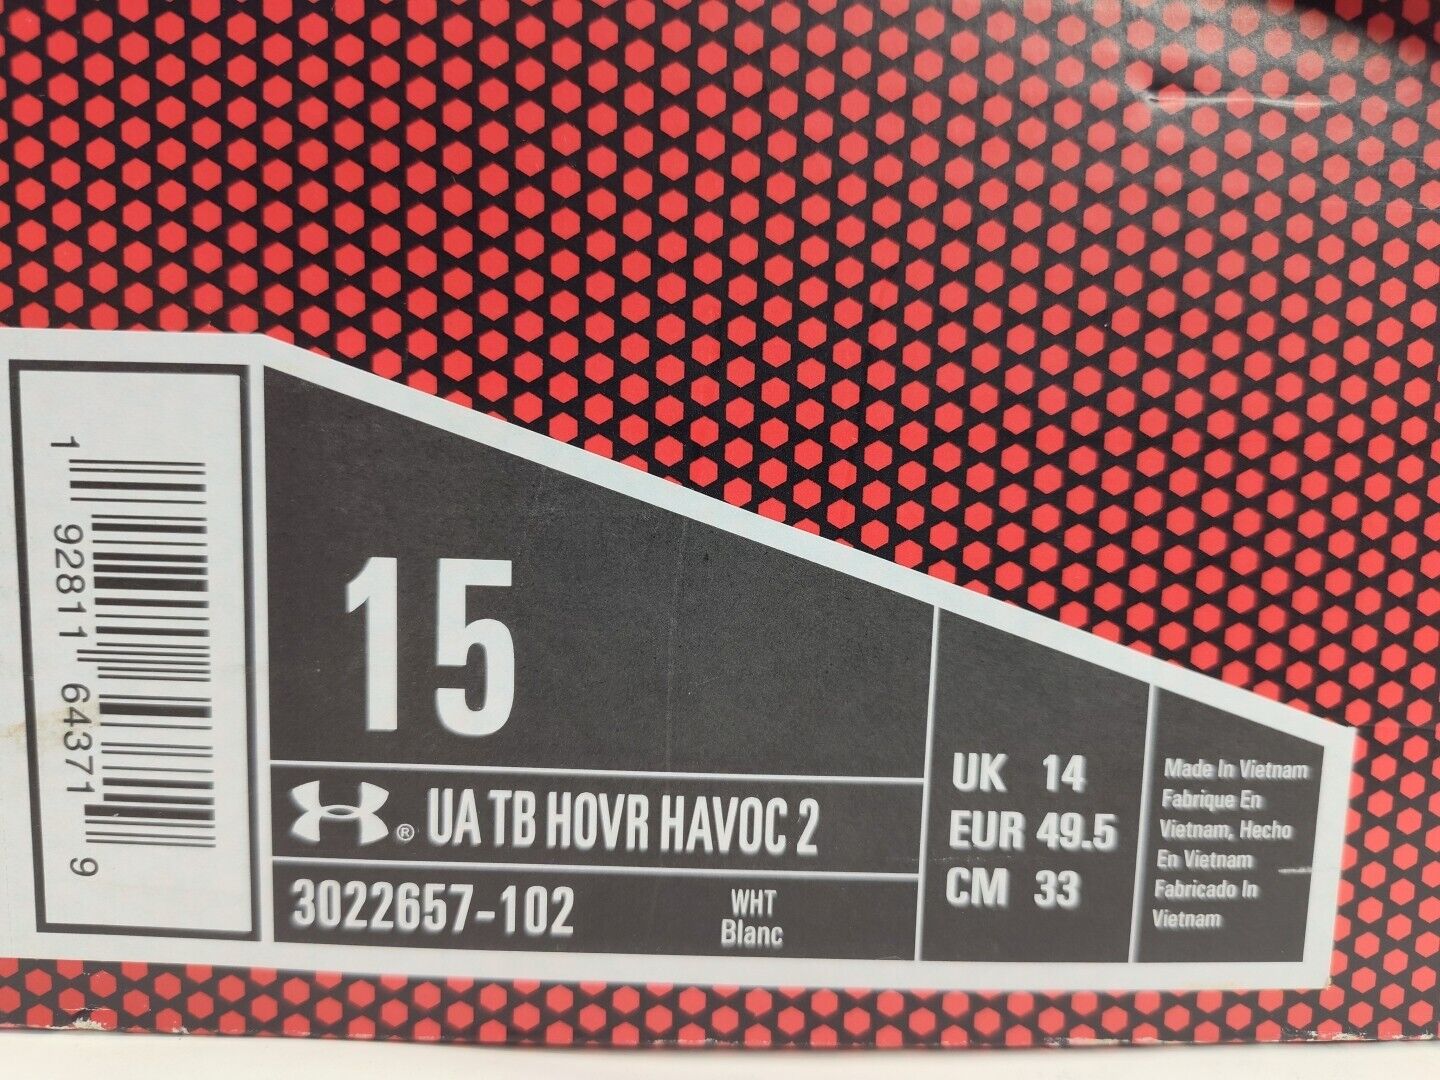 1 92811 64371 9
15
® UA TB HOVR HAVOC 2
3022657-102
WHT
Blanc
UK 14
EUR 49.5
CM 33
Made In Vietnam
Fabrique En
Vietnam, Hecho
En Vietnam
Fabricado In
Vietnam